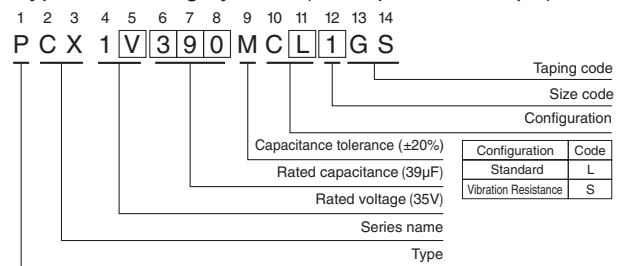 1 2 3 4 5 6 7 8 9 10 11 12 13 14
P C X 1 V 3 9 0 M C L 1 G S
Taping code
Size code
Configuration
Capacitance tolerance (±20%)
Rated capacitance (39µF)
Rated voltage (35V)
Series name
Type
Configuration Code
Standard L
Vibration Resistance S